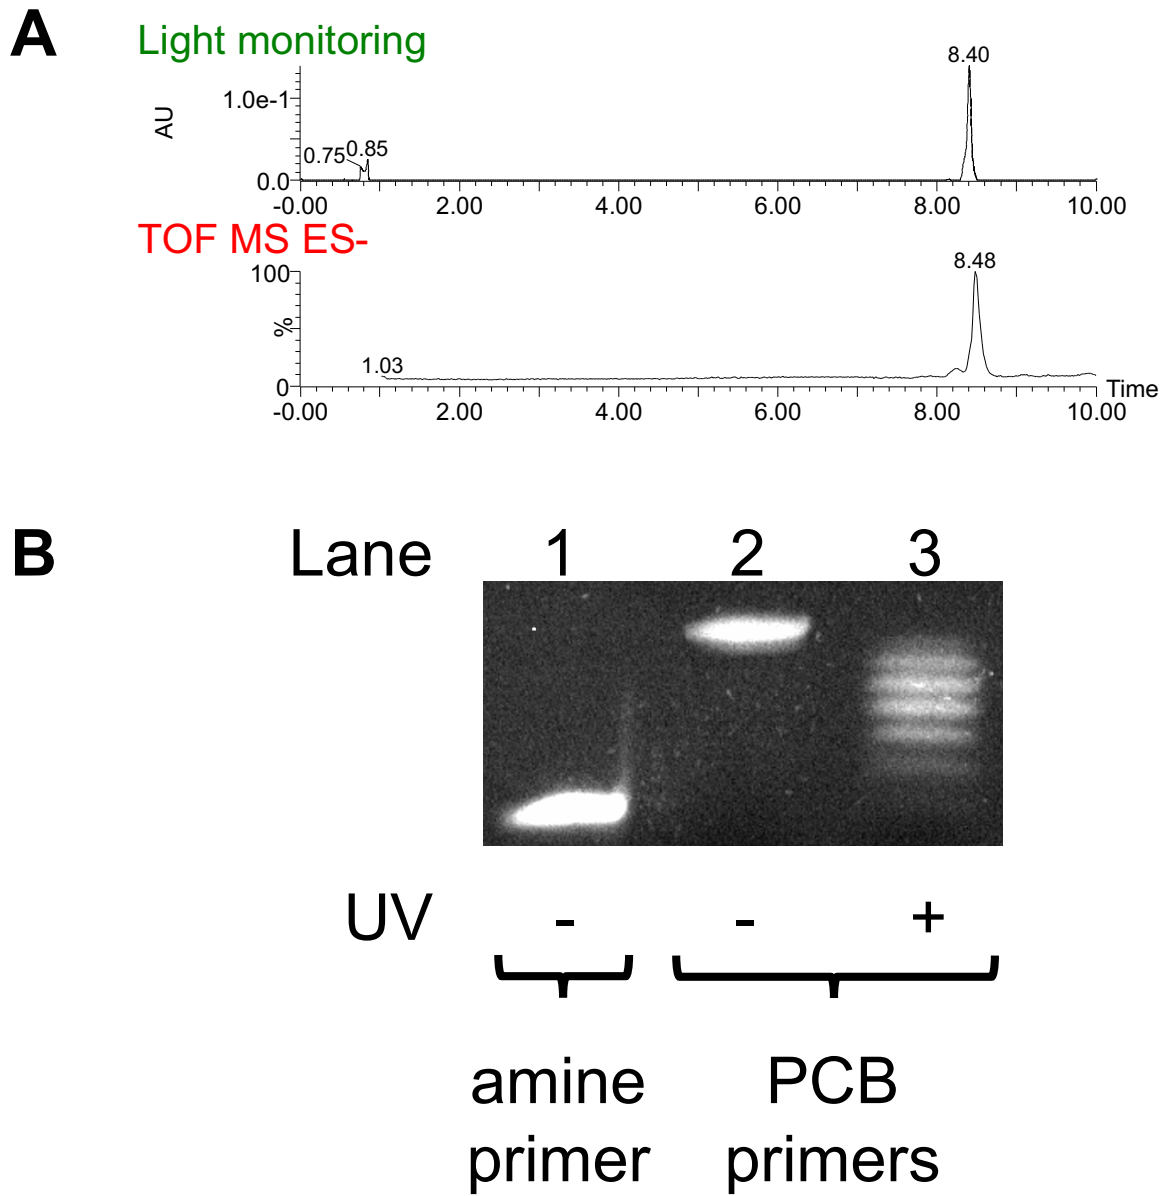 A
Light monitoring
8.40
1.0e-1
AU
0.75 0.85
0.0
-0.00 2.00 4.00 6.00 8.00 10.00
TOF MS ES-
8.48
100
%
1.03
0
Time
-0.00 2.00 4.00 6.00 8.00 10.00
B
Lane 1 2 3
UV - - +
amine PCB
primer primers